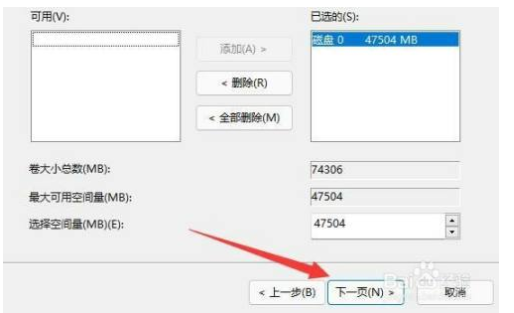 可用(V):
已选的(S):
添加(A) >
磁盘 0 47504 MB
< 删除(R)
< 全部删除(M)
卷大小总数(MB):
74306
最大可用空间量(MB):
47504
选择空间量(MB)(E):
47504
< 上一步(B)
下一页(N) >
取消